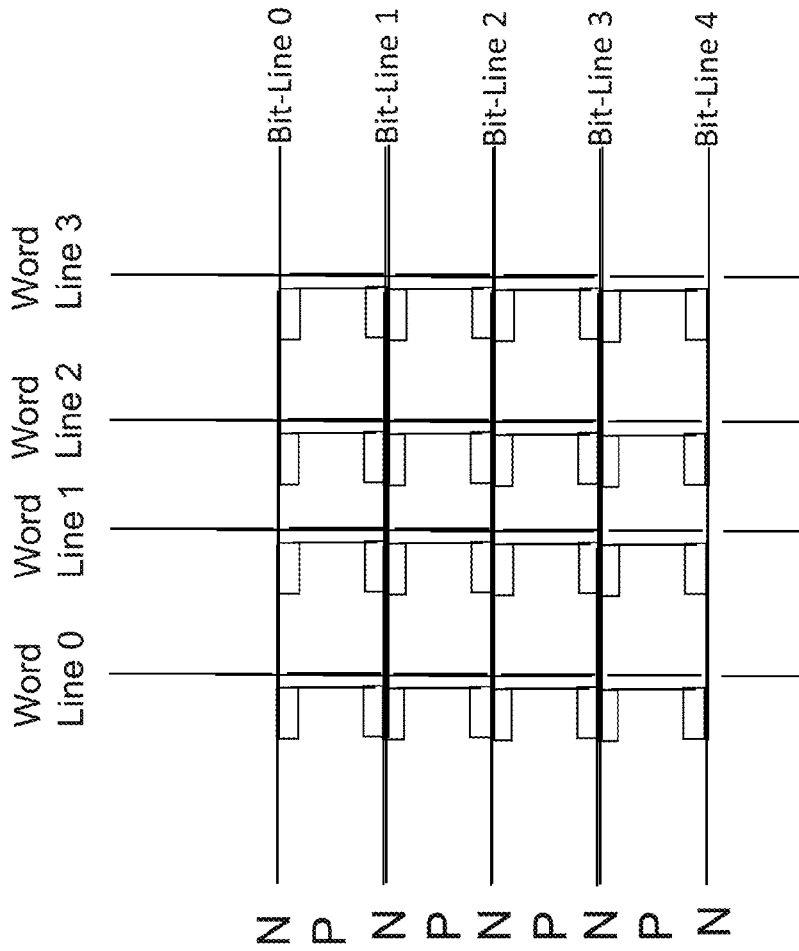 Word
Line 0
Word
Line 1
Word
Line 2
Word
Line 3
Bit-Line 0
Bit-Line 1
Bit-Line 2
Bit-Line 3
Bit-Line 4
N
P
N
P
N
P
N
P
N